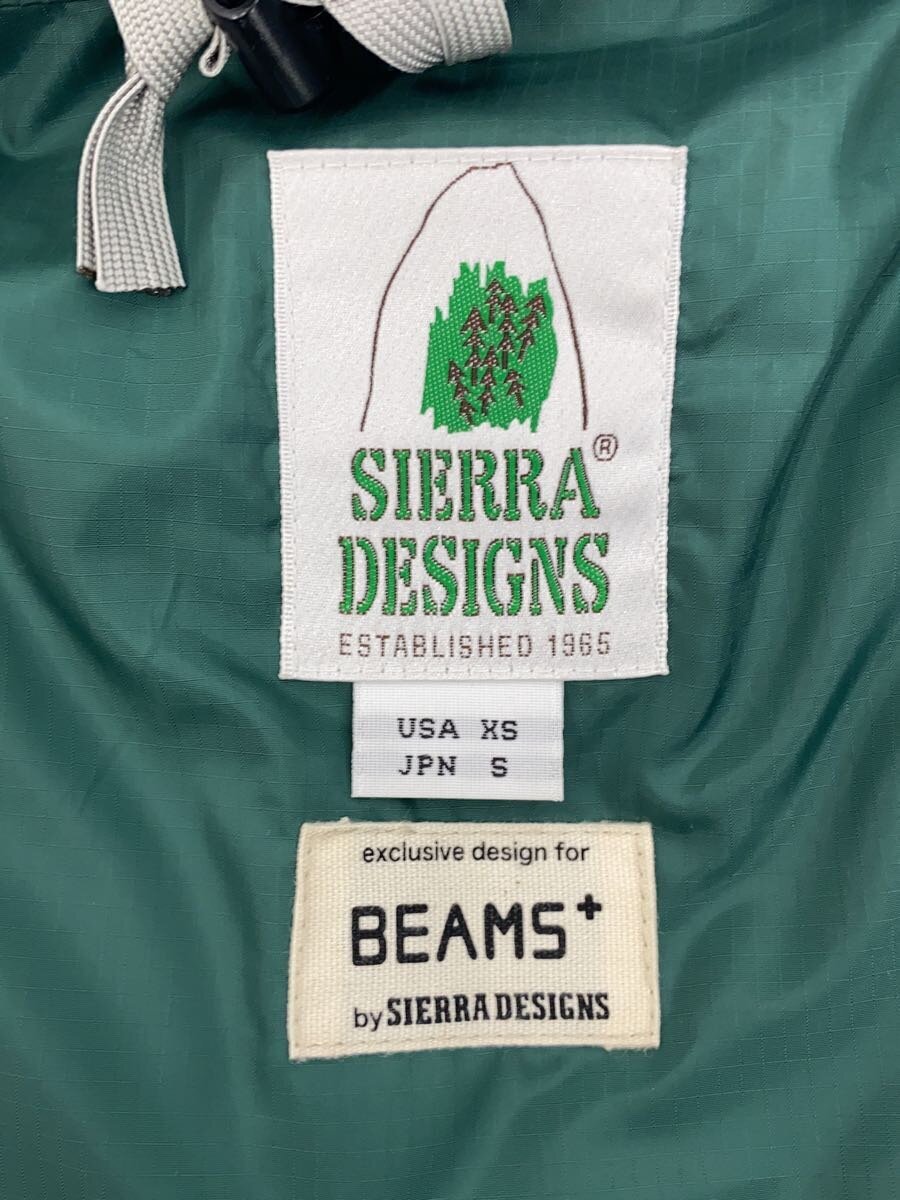 SIERRA®
DESIGNS
ESTABLISHED 1965
USA XS
JPN S
exclusive design for
BEAMS+
by SIERRA DESIGNS